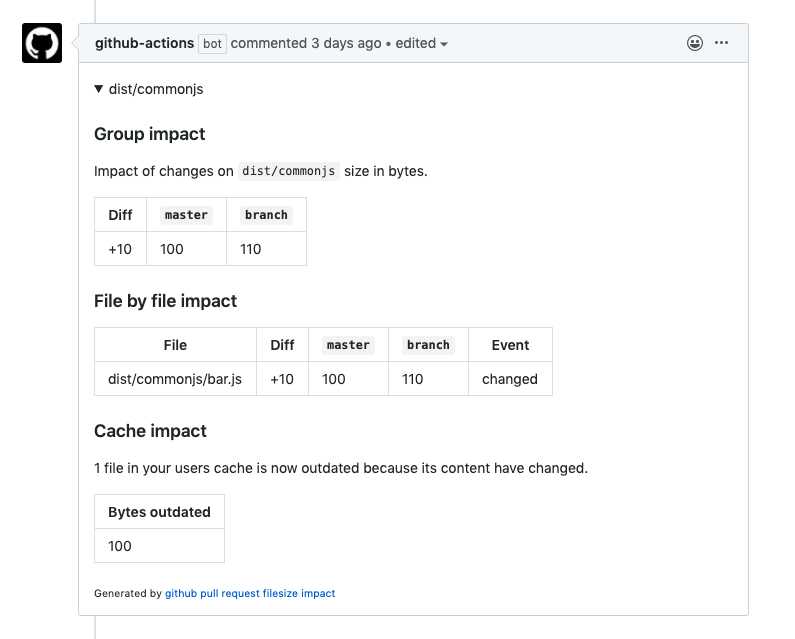 github-actions bot commented 3 days ago • edited
dist/commonjs
Group impact
Impact of changes on dist/commonjs size in bytes.
Diff master branch
+10 100 110
File by file impact
File Diff master branch Event
dist/commonjs/bar.js +10 100 110 changed
Cache impact
1 file in your users cache is now outdated because its content have changed.
Bytes outdated
100
Generated by github pull request filesize impact